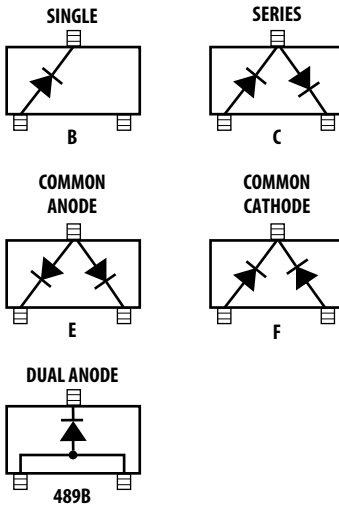 SINGLE
B
SERIES
C
COMMON
ANODE
E
COMMON
CATHODE
F
DUAL ANODE
489B